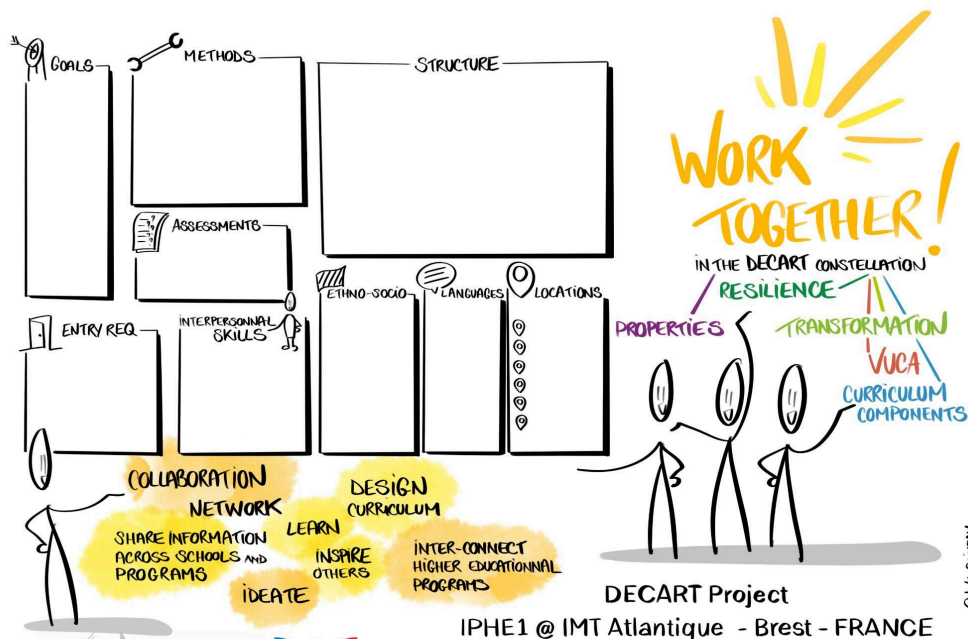 GOALS
METHODS
STRUCTURE
ASSESSMENTS
ENTRY REQ
INTERPERSONNAL
SKILLS
ETHNO-SOCIO
LANGUAGES
LOCATIONS
WORK
TOGETHER!
IN THE DECART CONSTELLATION
RESILIENCE
PROPERTIES
TRANSFORMATION
VUCA
CURRICULUM
COMPONENTS
COLLABORATION
NETWORK
SHARE INFORMATION
ACROSS SCHOOLS AND
PROGRAMS
LEARN
DESIGN
CURRICULUM
INSPIRE
OTHERS
IDEATE
INTER-CONNECT
HIGHER EDUCATIONNAL
PROGRAMS
DECART Project
IPHE1 @ IMT Atlantique - Brest - FRANCE